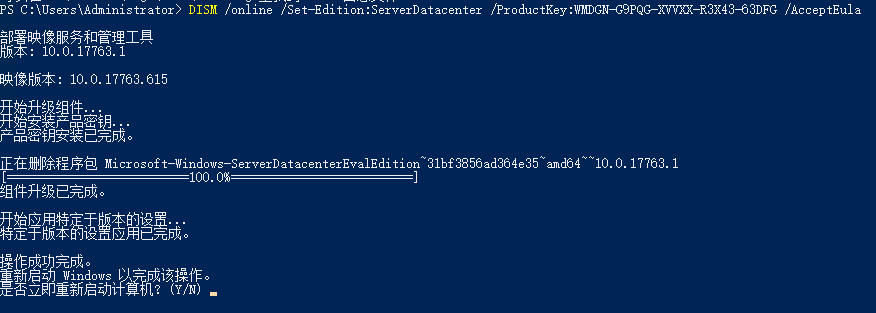 PS C:\Users\Administrator> DISM /online /Set-Edition:ServerDatacenter /ProductKey:WMDGN-G9PQG-XVVXX-R3X43-63DFG /AcceptEula
部署映像服务和管理工具
版本: 10.0.17763.1
映像版本: 10.0.17763.615
开始升级组件...
开始安装产品密钥...
产品密钥安装已完成。
正在删除程序包 Microsoft-Windows-ServerDatacenterEvalEdition~31bf3856ad364e35~amd64~~10.0.17763.1
[==========================100.0%==========================]
组件升级已完成。
开始应用特定于版本的设置...
特定于版本的设置应用已完成。
操作成功完成。
重新启动 Windows 以完成该操作。
是否立即重新启动计算机? (Y/N)